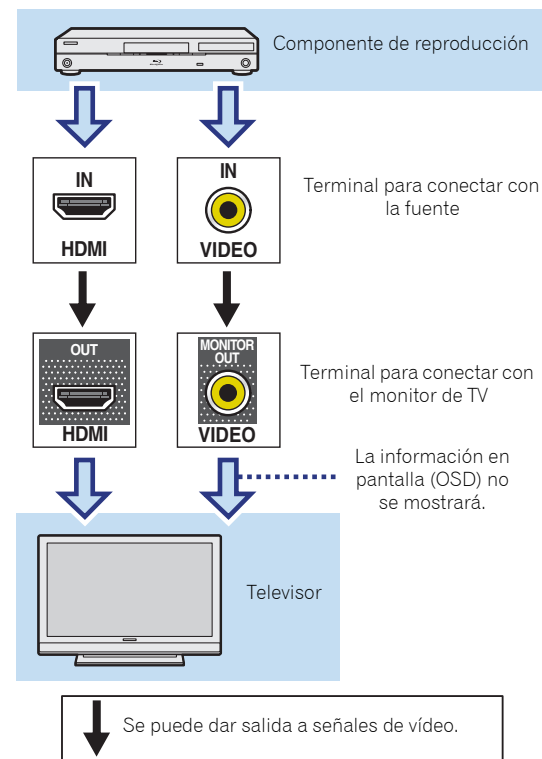 Componente de reproducción
IN
HDMI
IN
VIDEO
Terminal para conectar con
la fuente
OUT
HDMI
MONITOR
OUT
VIDEO
Terminal para conectar con
el monitor de TV
La información en
pantalla (OSD) no
se mostrará.
Televisor
Se puede dar salida a señales de vídeo.